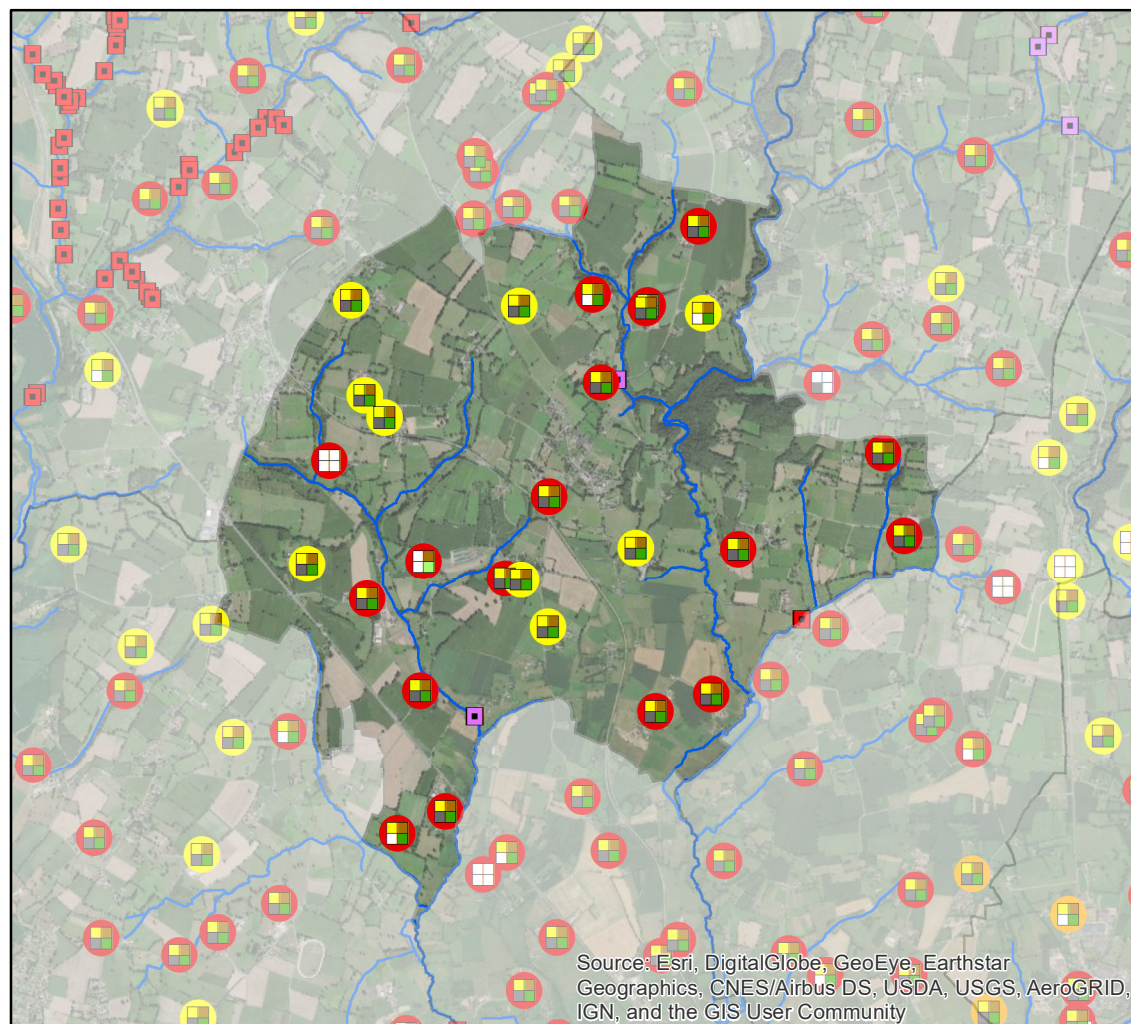 Source: Esri, DigitalGlobe, GeoEye, Earthstar
Geographics, CNES/Airbus DS, USDA, USGS, AeroGRID,
IGN, and the GIS User Community